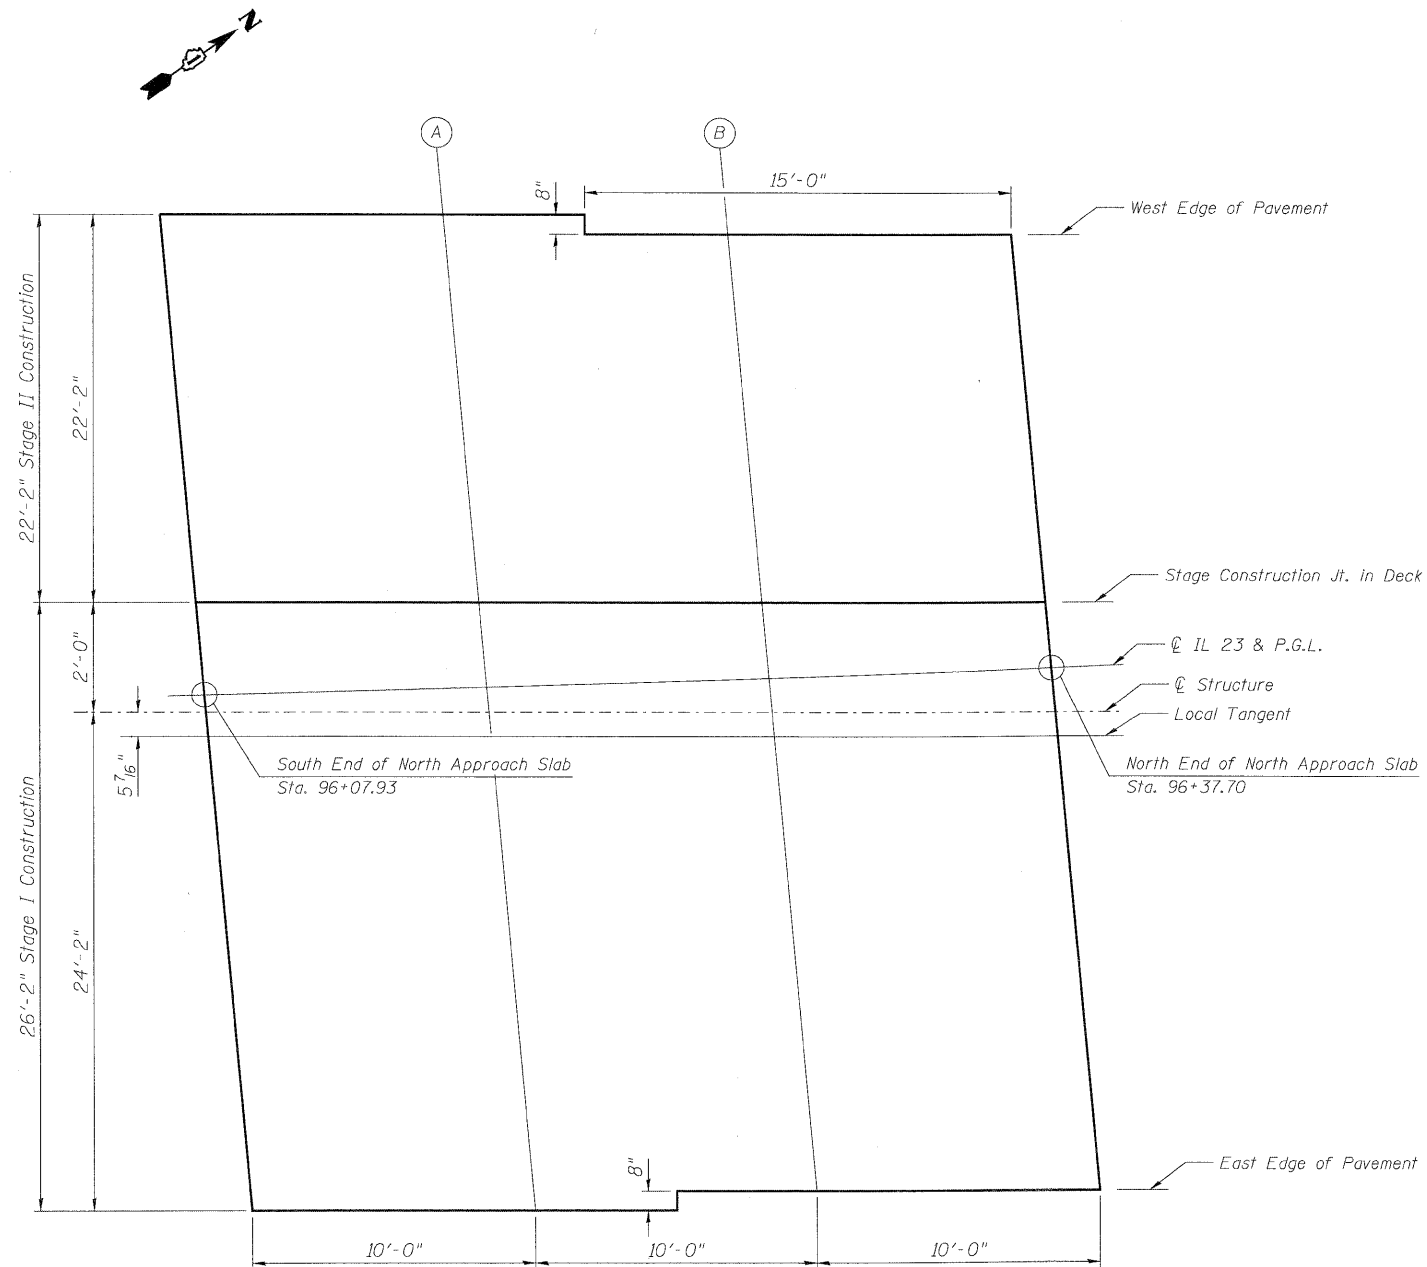 N
A
B
8"
15'-0"
West Edge of Pavement
22'-2" Stage II Construction
22'-2"
Stage Construction Jt. in Deck
2'-0"
℄ IL 23 & P.G.L.
℄ Structure
Local Tangent
5 7/16"
South End of North Approach Slab
Sta. 96+07.93
North End of North Approach Slab
Sta. 96+37.70
26'-2" Stage I Construction
24'-2"
8"
East Edge of Pavement
10'-0"
10'-0"
10'-0"